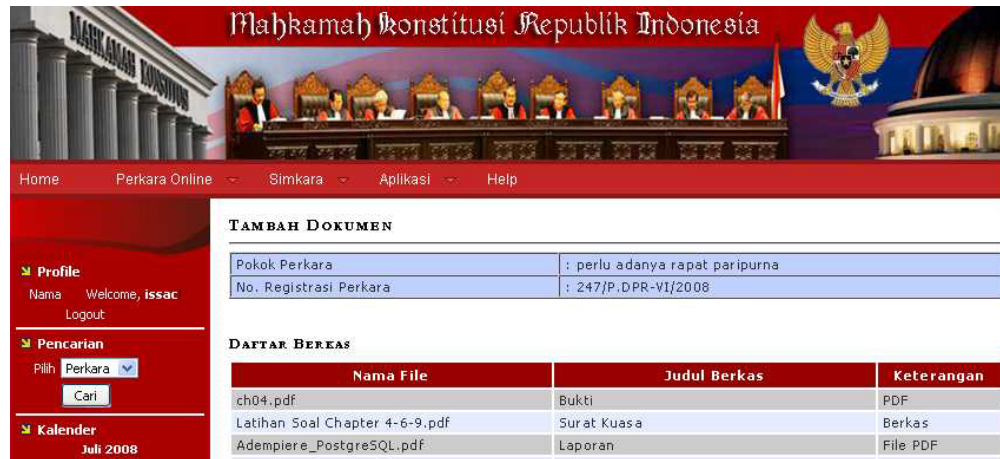 MAHKAMAH KONSTITUSI
Mahkamah Konstitusi Republik Indonesia
Home Perkara Online Simkara Aplikasi Help
TAMBAH DOKUMEN
Pokok Perkara : perlu adanya rapat paripurna
No. Registrasi Perkara : 247/P.DPR-VI/2008
Profile
Nama Welcome, issac
Logout
Pencarian
Pilih Perkara
Cari
Kalender
Juli 2008
DAFTAR BERKAS
Nama File Judul Berkas Keterangan
ch04.pdf Bukti PDF
Latihan Soal Chapter 4-6-9.pdf Surat Kuasa Berkas
Adempiere_PostgreSQL.pdf Laporan File PDF